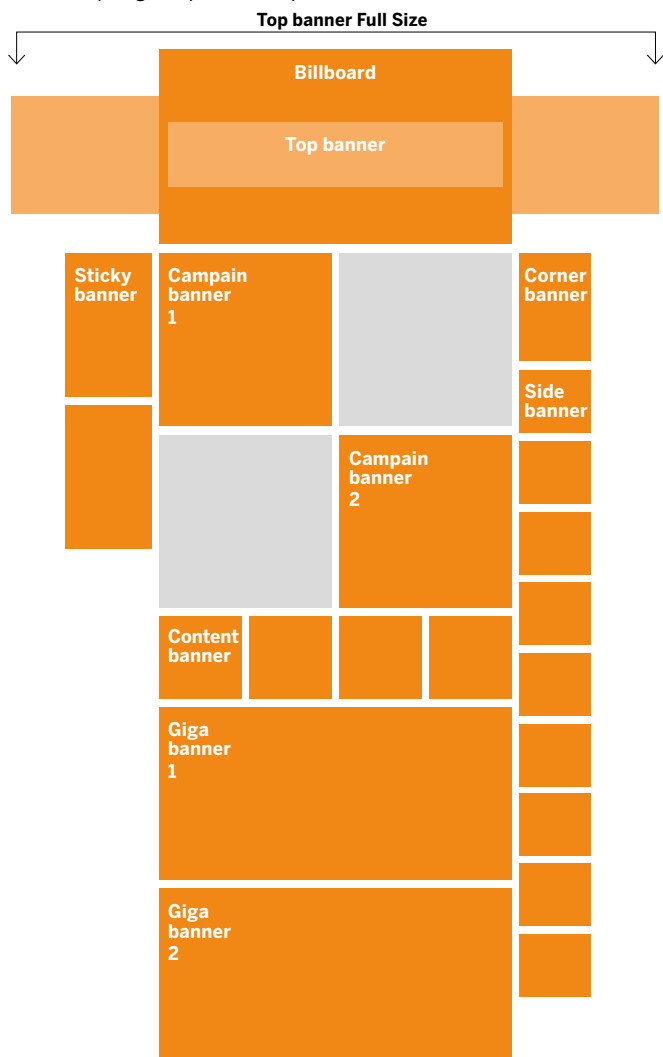 Top banner Full Size
Billboard
Top banner
Sticky
banner
Campain
banner
1
Corner
banner
Side
banner
Campain
banner
2
Content
banner
Giga
banner
1
Giga
banner
2